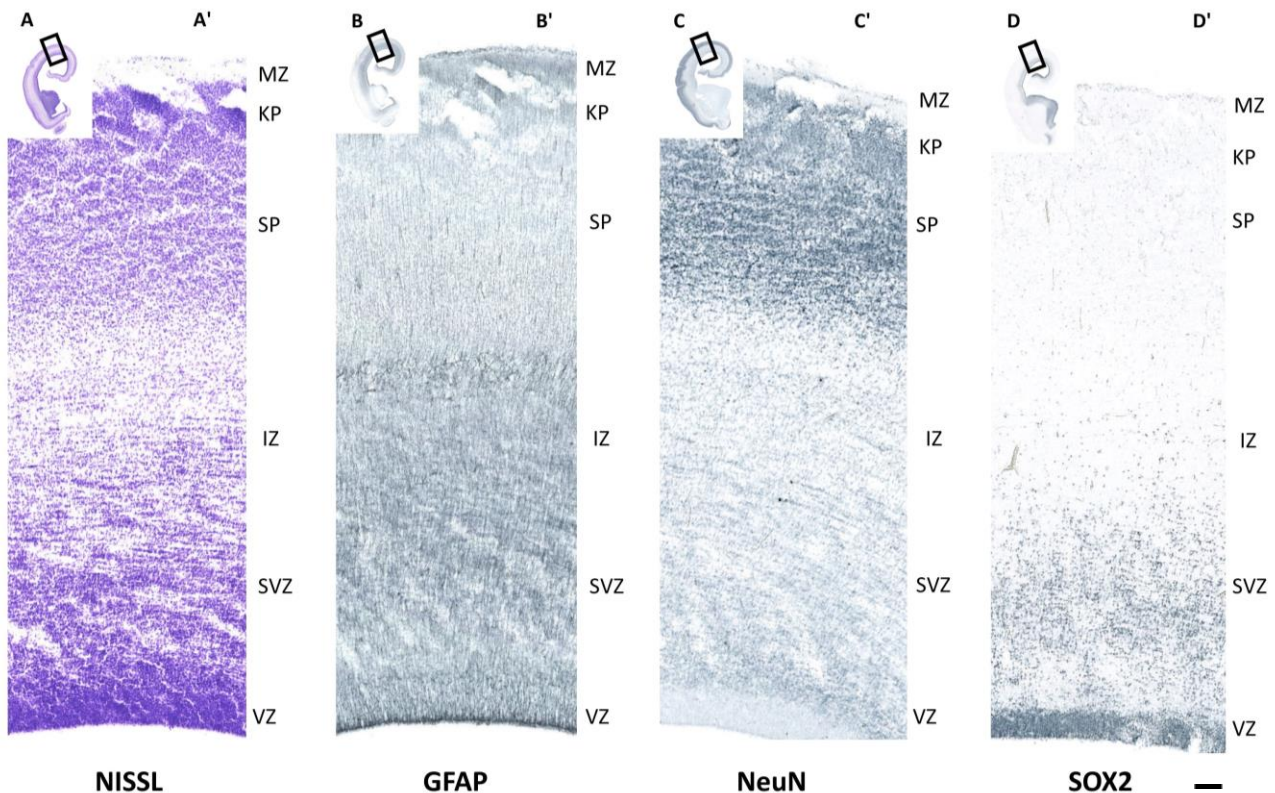 A A' B B' C C' D D'
MZ MZ MZ MZ
KP KP KP KP
SP SP SP SP
IZ IZ IZ IZ
SVZ SVZ SVZ SVZ
VZ VZ VZ VZ
NISSL GFAP NeuN SOX2